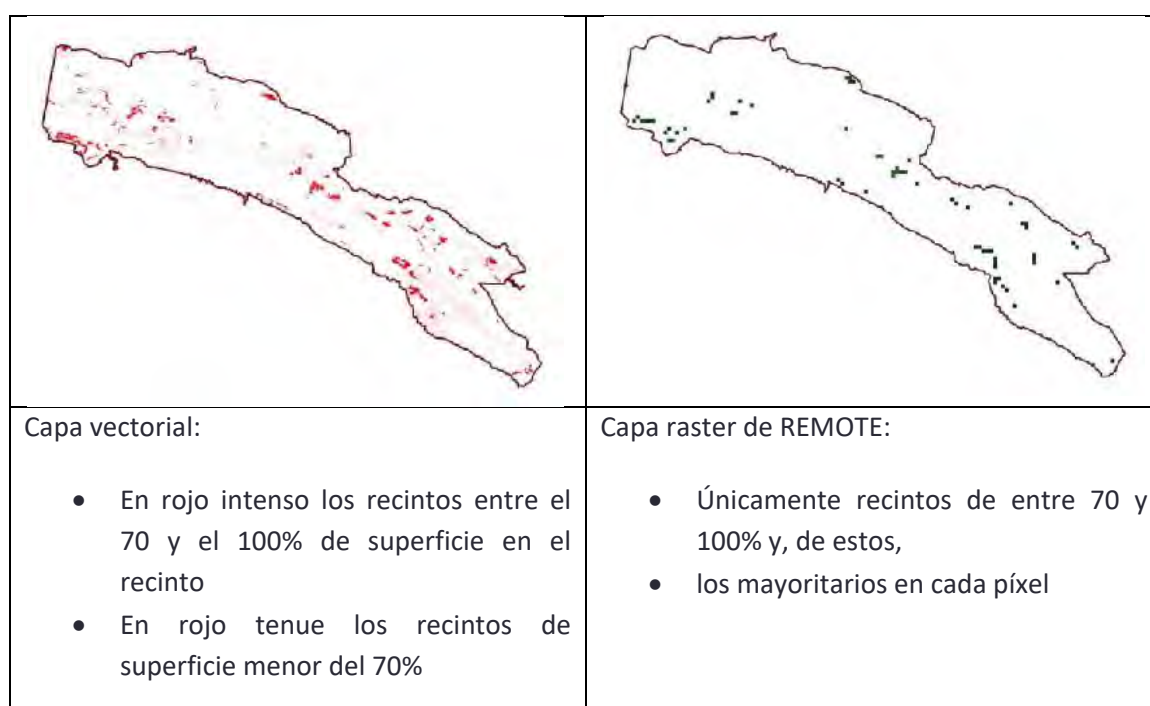 Capa vectorial:
• En rojo intenso los recintos entre el
70 y el 100% de superficie en el
recinto
• En rojo tenue los recintos de
superficie menor del 70%
Capa raster de REMOTE:
• Únicamente recintos de entre 70 y
100% y, de estos,
• los mayoritarios en cada píxel